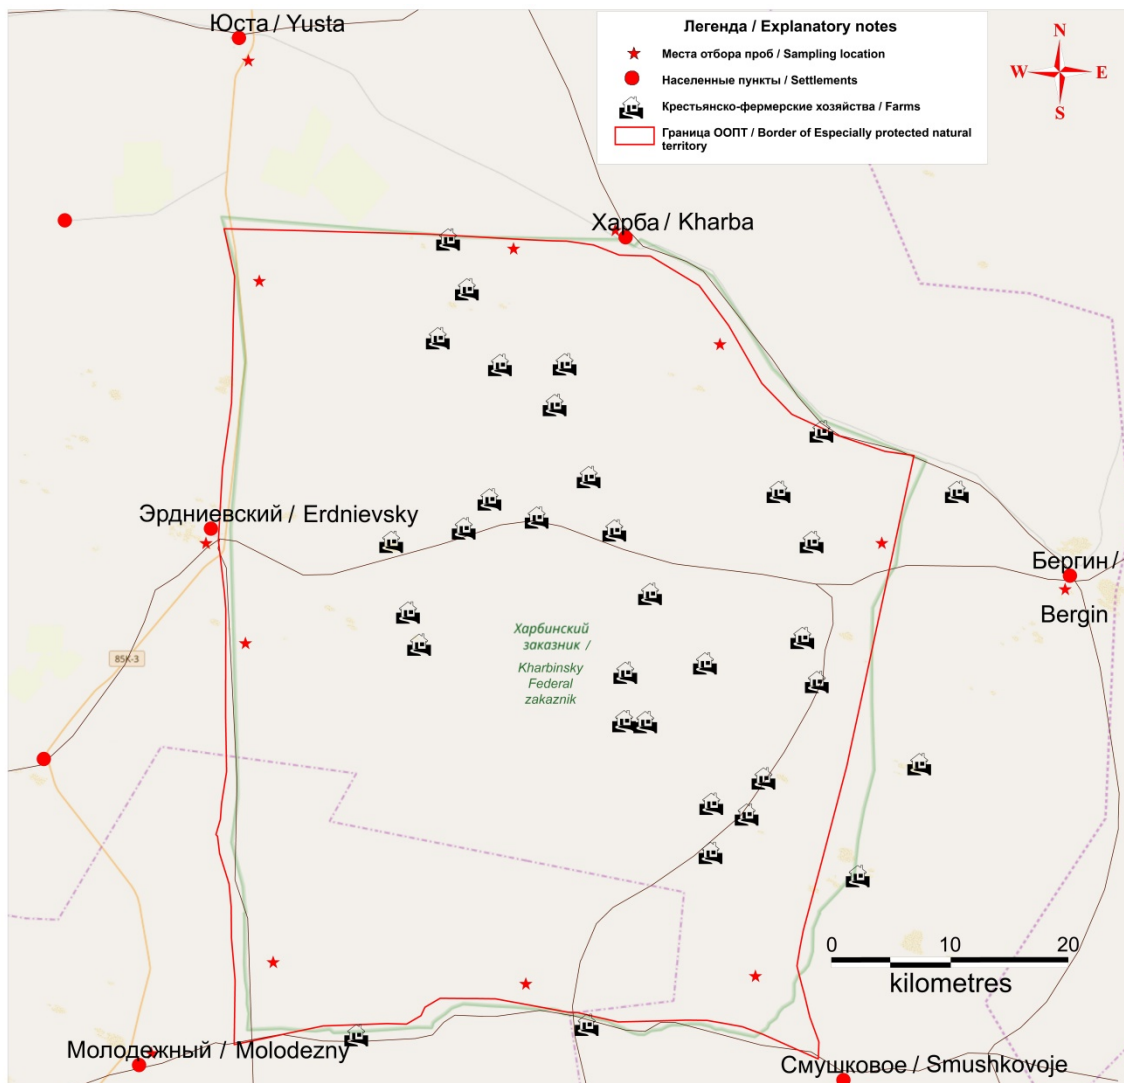 Юста / Yusta
Легенда / Explanatory notes
Места отбора проб / Sampling location
Населенные пункты / Settlements
Крестьянско-фермерские хозяйства / Farms
Граница ООПТ / Border of Especially protected natural
territory
N
W
E
S
Харба / Kharba
Эрдниевский / Erdnievsky
Бергин /
Bergin
Харбинский
заказник /
Kharbinsky
Federal
zakaznik
85К-3
0
10
20
kilometres
Молодежный / Molodezny
Смушковое / Smushkovoje